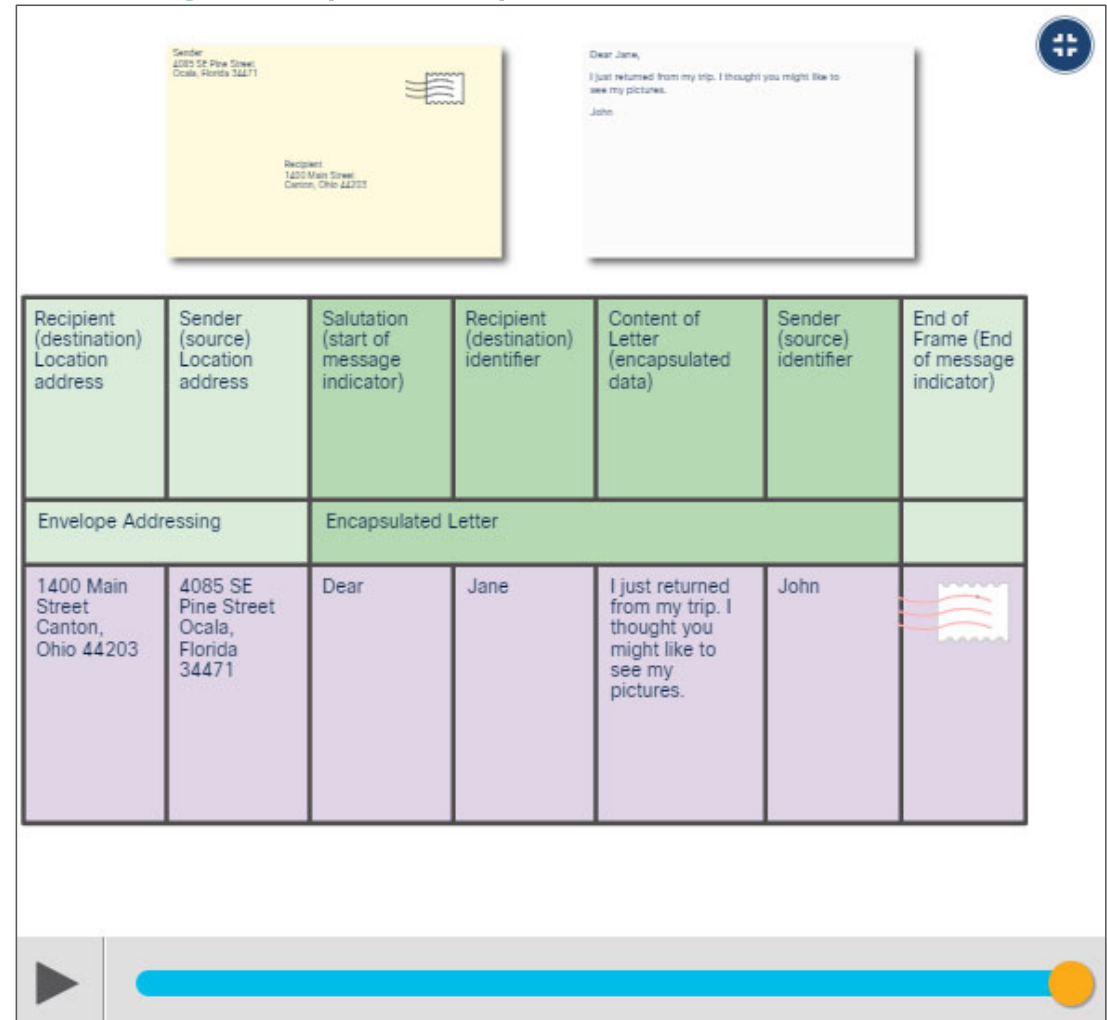 Sender
4085 SE Pine Street
Ocala, Florida 34471
Recipient
1400 Main Street
Canton, Ohio 44203
Dear Jane,
I just returned from my trip. I thought you might like to
see my pictures.
John
Recipient
(destination)
Location
address
Sender
(source)
Location
address
Salutation
(start of
message
indicator)
Recipient
(destination)
identifier
Content of
Letter
(encapsulated
data)
Sender
(source)
identifier
End of
Frame (End
of message
indicator)
Envelope Addressing
Encapsulated Letter
1400 Main
Street
Canton,
Ohio 44203
4085 SE
Pine Street
Ocala,
Florida
34471
Dear
Jane
I just returned
from my trip. I
thought you
might like to
see my
pictures.
John